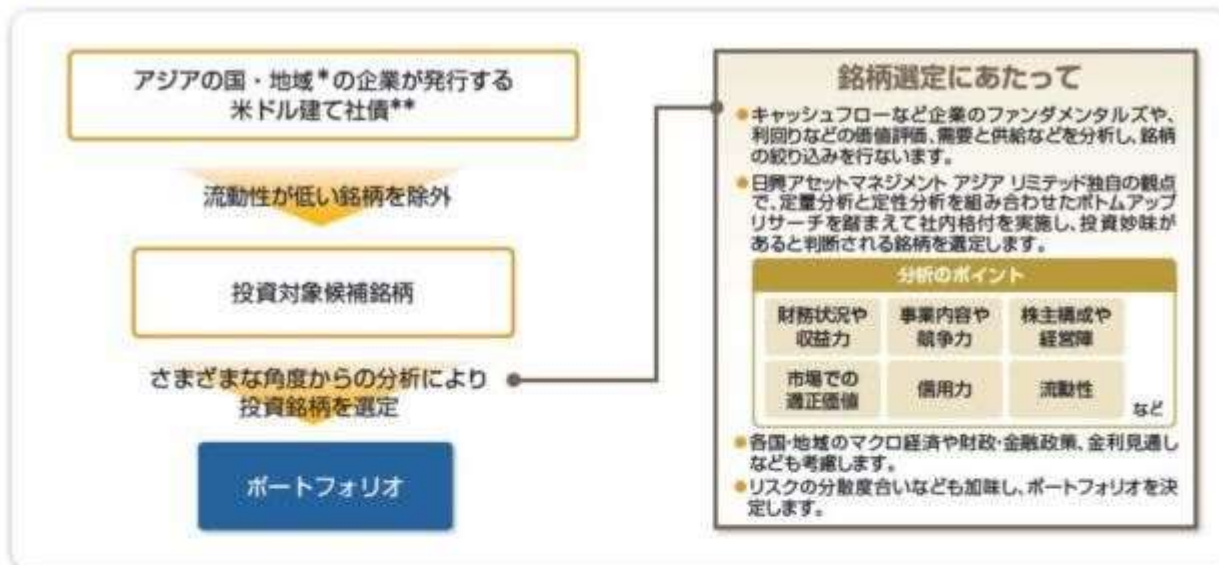 アジアの国・地域*の企業が発行する
米ドル建て社債**
流動性が低い銘柄を除外
投資対象候補銘柄
さまざまな角度からの分析により
投資銘柄を選定
ポートフォリオ
銘柄選定にあたって
●キャッシュフローなど企業のファンダメンタルズや、
利回りなどの価値評価、需要と供給などを分析し、銘柄
の絞り込みを行ないます。
●日興アセットマネジメント アジア リミテッド独自の観点
で、定量分析と定性分析を組み合わせたボトムアップ
リサーチを踏まえて社内格付を実施し、投資妙味が
あると判断される銘柄を選定します。
分析のポイント
財務状況や
収益力
事業内容や
競争力
株主構成や
経営陣
市場での
適正価値
信用力
流動性
など
●各国・地域のマクロ経済や財政・金融政策、金利見通し
なども考慮します。
●リスクの分散度合いなども加味し、ポートフォリオを決
定します。